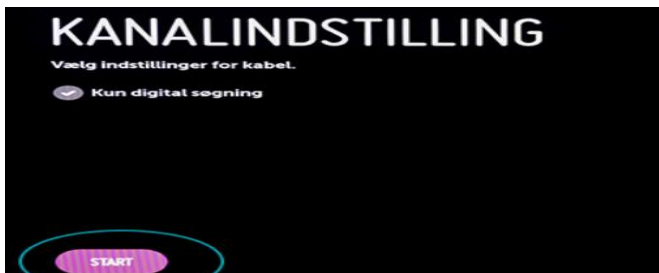 KANALINDSTILLING
Vælg indstillinger for kabel.
Kun digital søgning
START